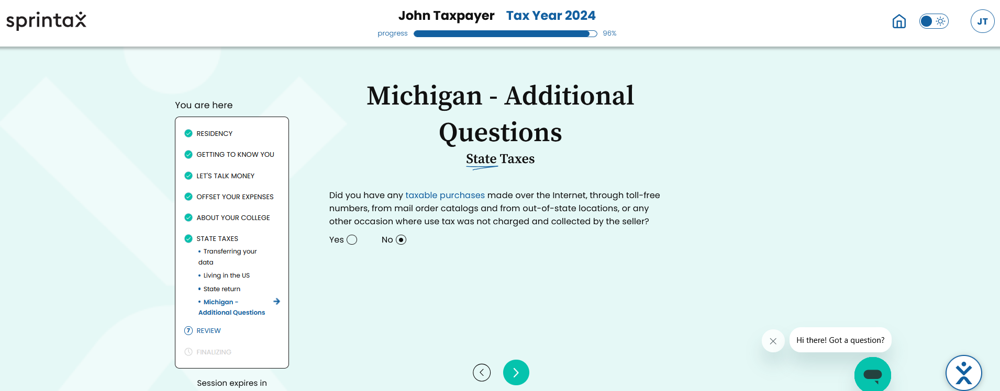 sprintax
John Taxpayer Tax Year 2024
progress 96%
JT
You are here
RESIDENCY
GETTING TO KNOW YOU
LET'S TALK MONEY
OFFSET YOUR EXPENSES
ABOUT YOUR COLLEGE
STATE TAXES
• Transferring your
data
• Living in the US
• State return
• Michigan -
Additional Questions
7 REVIEW
FINALIZING
Session expires in
Michigan - Additional
Questions
State Taxes
Did you have any taxable purchases made over the Internet, through toll-free
numbers, from mail order catalogs and from out-of-state locations, or any
other occasion where use tax was not charged and collected by the seller?
Yes No
Hi there! Got a question?